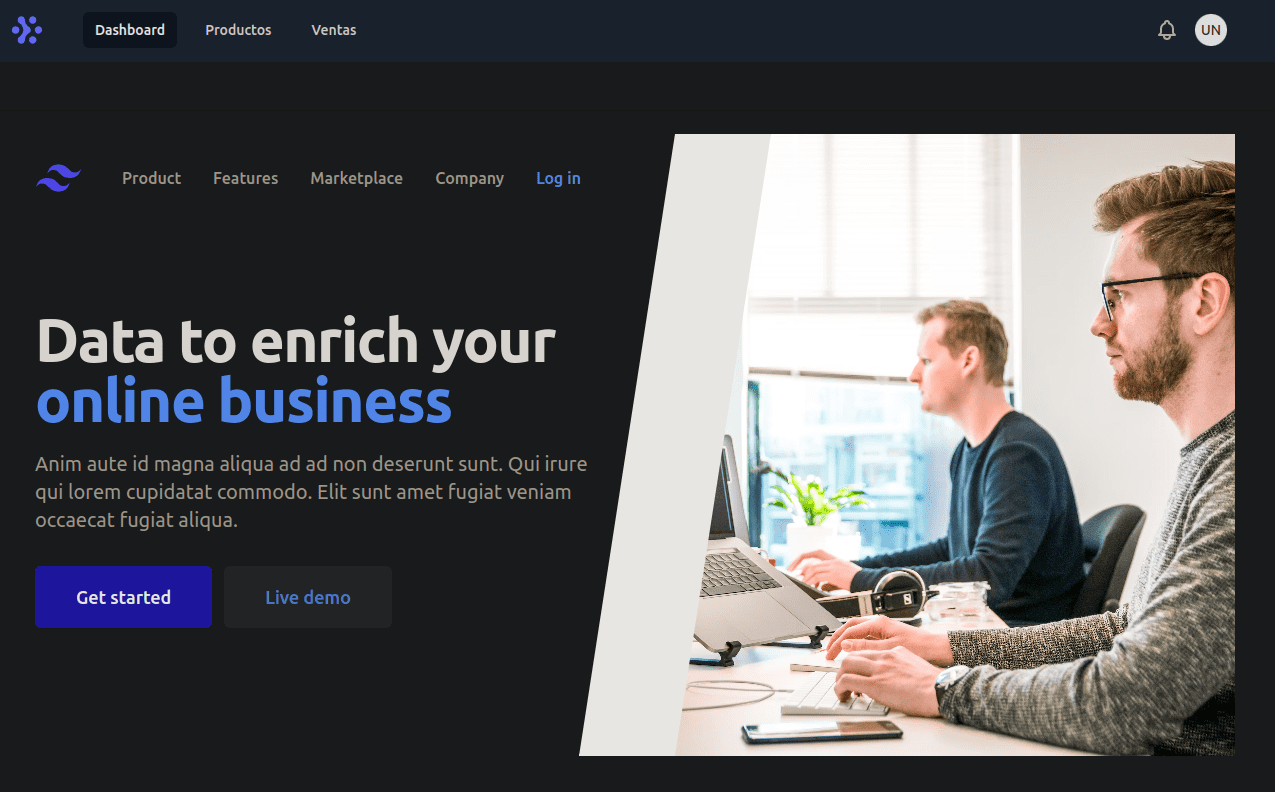 Dashboard
Productos
Ventas
UN
Product
Features
Marketplace
Company
Log in
Data to enrich your
online business
Anim aute id magna aliqua ad ad non deserunt sunt. Qui irure
qui lorem cupidatat commodo. Elit sunt amet fugiat veniam
occaecat fugiat aliqua.
Get started
Live demo